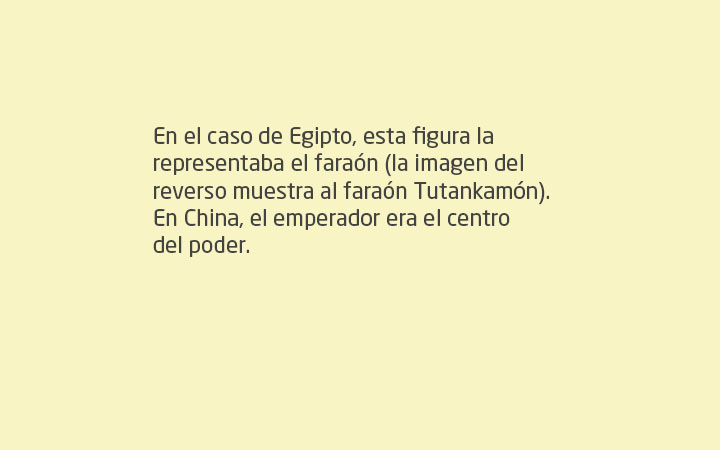 En el caso de Egipto, esta figura la
representaba el faraón (la imagen del
reverso muestra al faraón Tutankamón).
En China, el emperador era el centro
del poder.